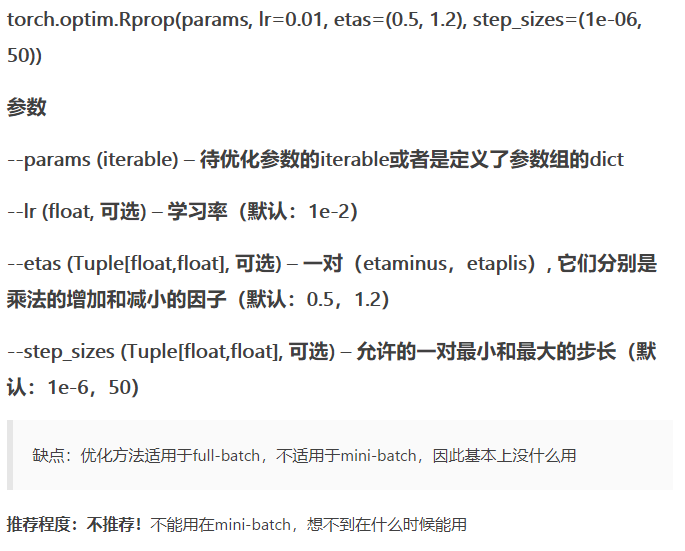 torch.optim.Rprop(params, lr=0.01, etas=(0.5, 1.2), step_sizes=(1e-06,
50))
参数
--params (iterable) – 待优化参数的iterable或者是定义了参数组的dict
--lr (float, 可选) – 学习率（默认：1e-2）
--etas (Tuple[float,float], 可选) – 一对（etaminus，etaplis）, 它们分别是
乘法的增加和减小的因子（默认：0.5，1.2）
--step_sizes (Tuple[float,float], 可选) – 允许的一对最小和最大的步长（默
认：1e-6，50）
缺点：优化方法适用于full-batch，不适用于mini-batch，因此基本上没什么用
推荐程度：不推荐！不能用在mini-batch，想不到在什么时候能用